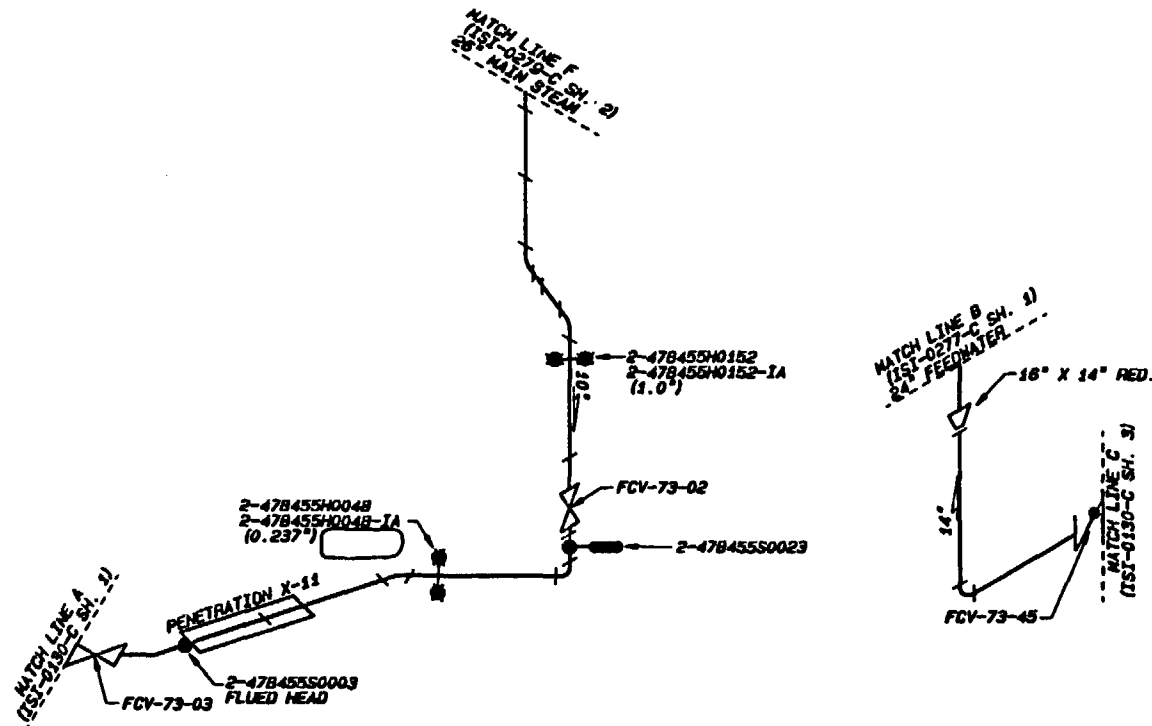 MATCH LINE F
(ISI-0279-C SH. 2)
26" MAIN STEAM
2-47B455H0152
2-47B455H0152-IA
(1.0")
10"
FCV-73-02
2-47B455S0023
2-47B455H0048
2-47B455H0048-IA
(0.237")
PENETRATION X-11
MATCH LINE A
(ISI-0130-C SH. 1)
FCV-73-03
2-47B455S0003
FLUED HEAD
MATCH LINE B
(ISI-0277-C SH. 1)
24" FEEDWATER
16" X 14" RED.
14"
MATCH LINE C
(ISI-0130-C SH. 3)
FCV-73-45